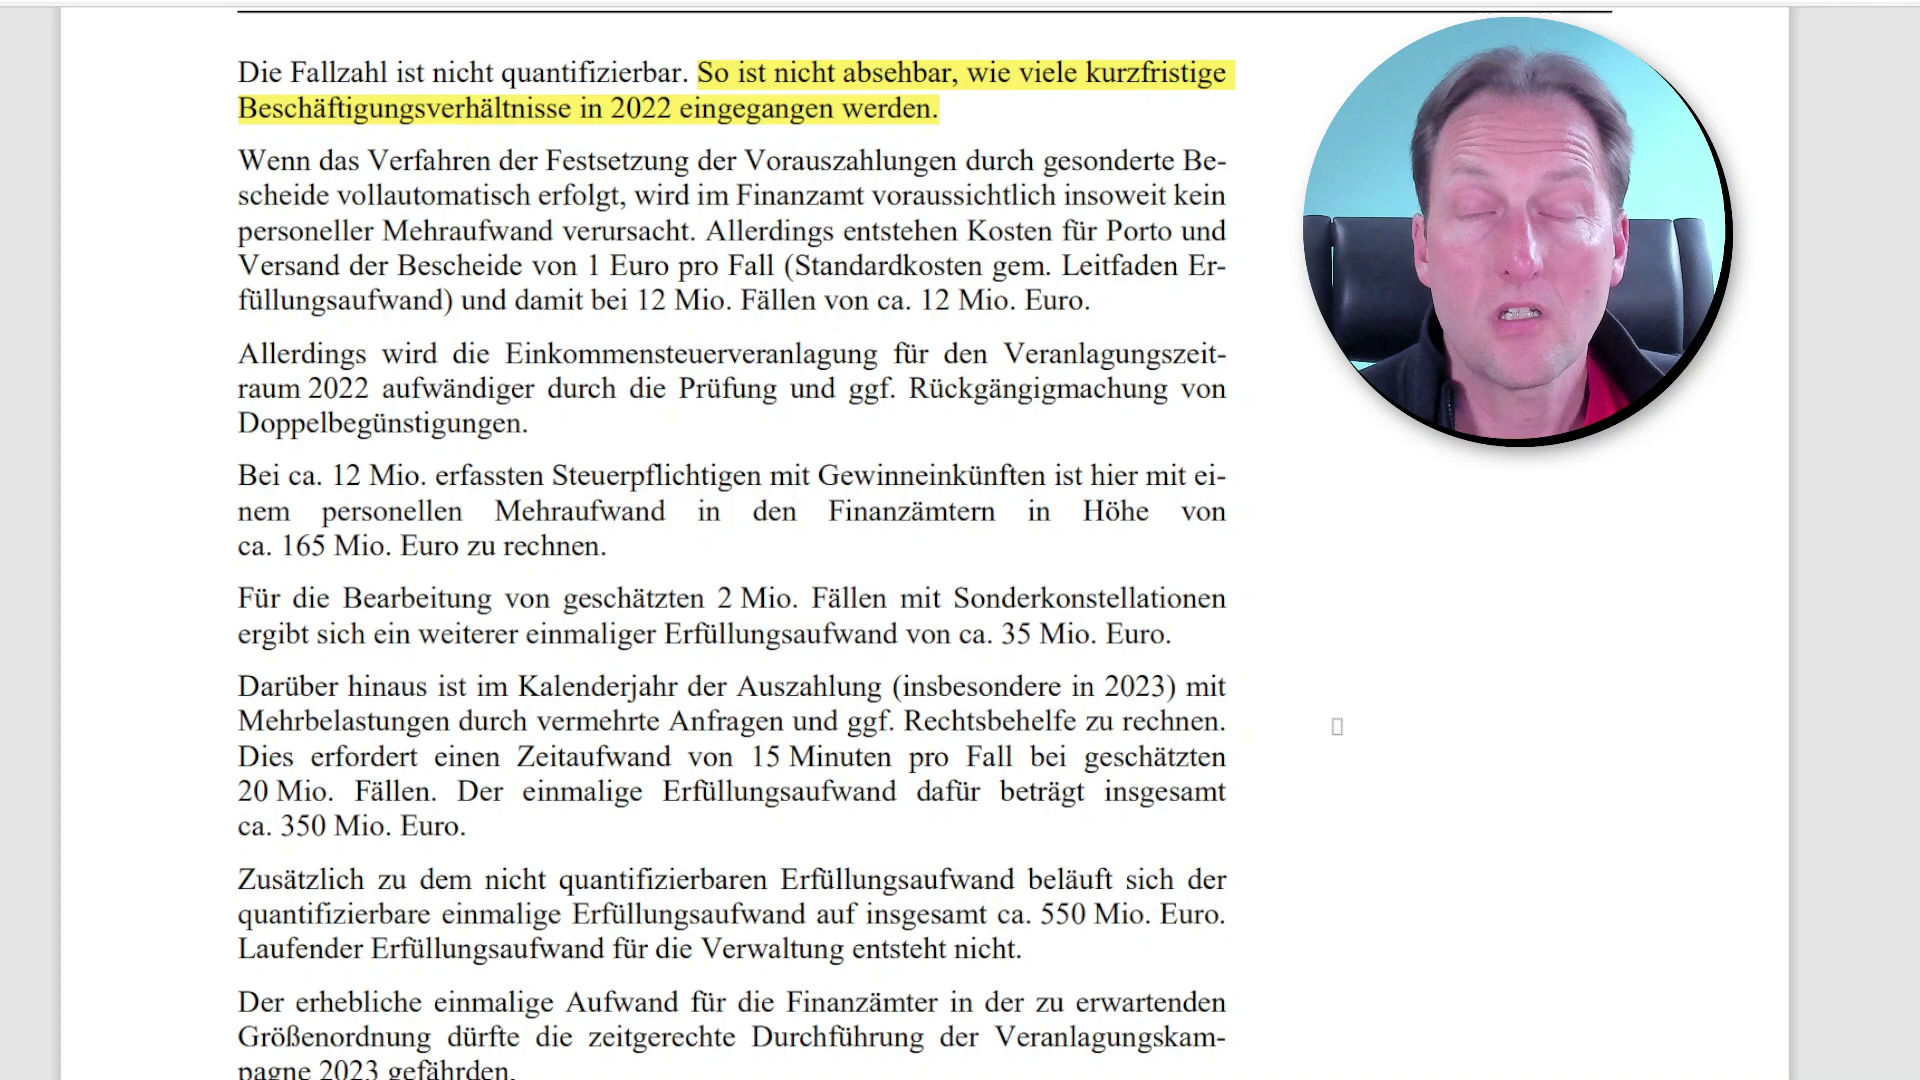 Die Fallzahl ist nicht quantifizierbar. So ist nicht absehbar, wie viele kurzfristige
Beschäftigungsverhältnisse in 2022 eingegangen werden.
Wenn das Verfahren der Festsetzung der Vorauszahlungen durch gesonderte Be-
scheide vollautomatisch erfolgt, wird im Finanzamt voraussichtlich insoweit kein
personeller Mehraufwand verursacht. Allerdings entstehen Kosten für Porto und
Versand der Bescheide von 1 Euro pro Fall (Standardkosten gem. Leitfaden Er-
füllungsaufwand) und damit bei 12 Mio. Fällen von ca. 12 Mio. Euro.
Allerdings wird die Einkommensteuerveranlagung für den Veranlagungszeit-
raum 2022 aufwändiger durch die Prüfung und ggf. Rückgängigmachung von
Doppelbegünstigungen.
Bei ca. 12 Mio. erfassten Steuerpflichtigen mit Gewinneinkünften ist hier mit ei-
nem personellen Mehraufwand in den Finanzämtern in Höhe von
ca. 165 Mio. Euro zu rechnen.
Für die Bearbeitung von geschätzten 2 Mio. Fällen mit Sonderkonstellationen
ergibt sich ein weiterer einmaliger Erfüllungsaufwand von ca. 35 Mio. Euro.
Darüber hinaus ist im Kalenderjahr der Auszahlung (insbesondere in 2023) mit
Mehrbelastungen durch vermehrte Anfragen und ggf. Rechtsbehelfe zu rechnen.
Dies erfordert einen Zeitaufwand von 15 Minuten pro Fall bei geschätzten
20 Mio. Fällen. Der einmalige Erfüllungsaufwand dafür beträgt insgesamt
ca. 350 Mio. Euro.
Zusätzlich zu dem nicht quantifizierbaren Erfüllungsaufwand beläuft sich der
quantifizierbare einmalige Erfüllungsaufwand auf insgesamt ca. 550 Mio. Euro.
Laufender Erfüllungsaufwand für die Verwaltung entsteht nicht.
Der erhebliche einmalige Aufwand für die Finanzämter in der zu erwartenden
Größenordnung dürfte die zeitgerechte Durchführung der Veranlagungskam-
pagne 2023 gefährden.